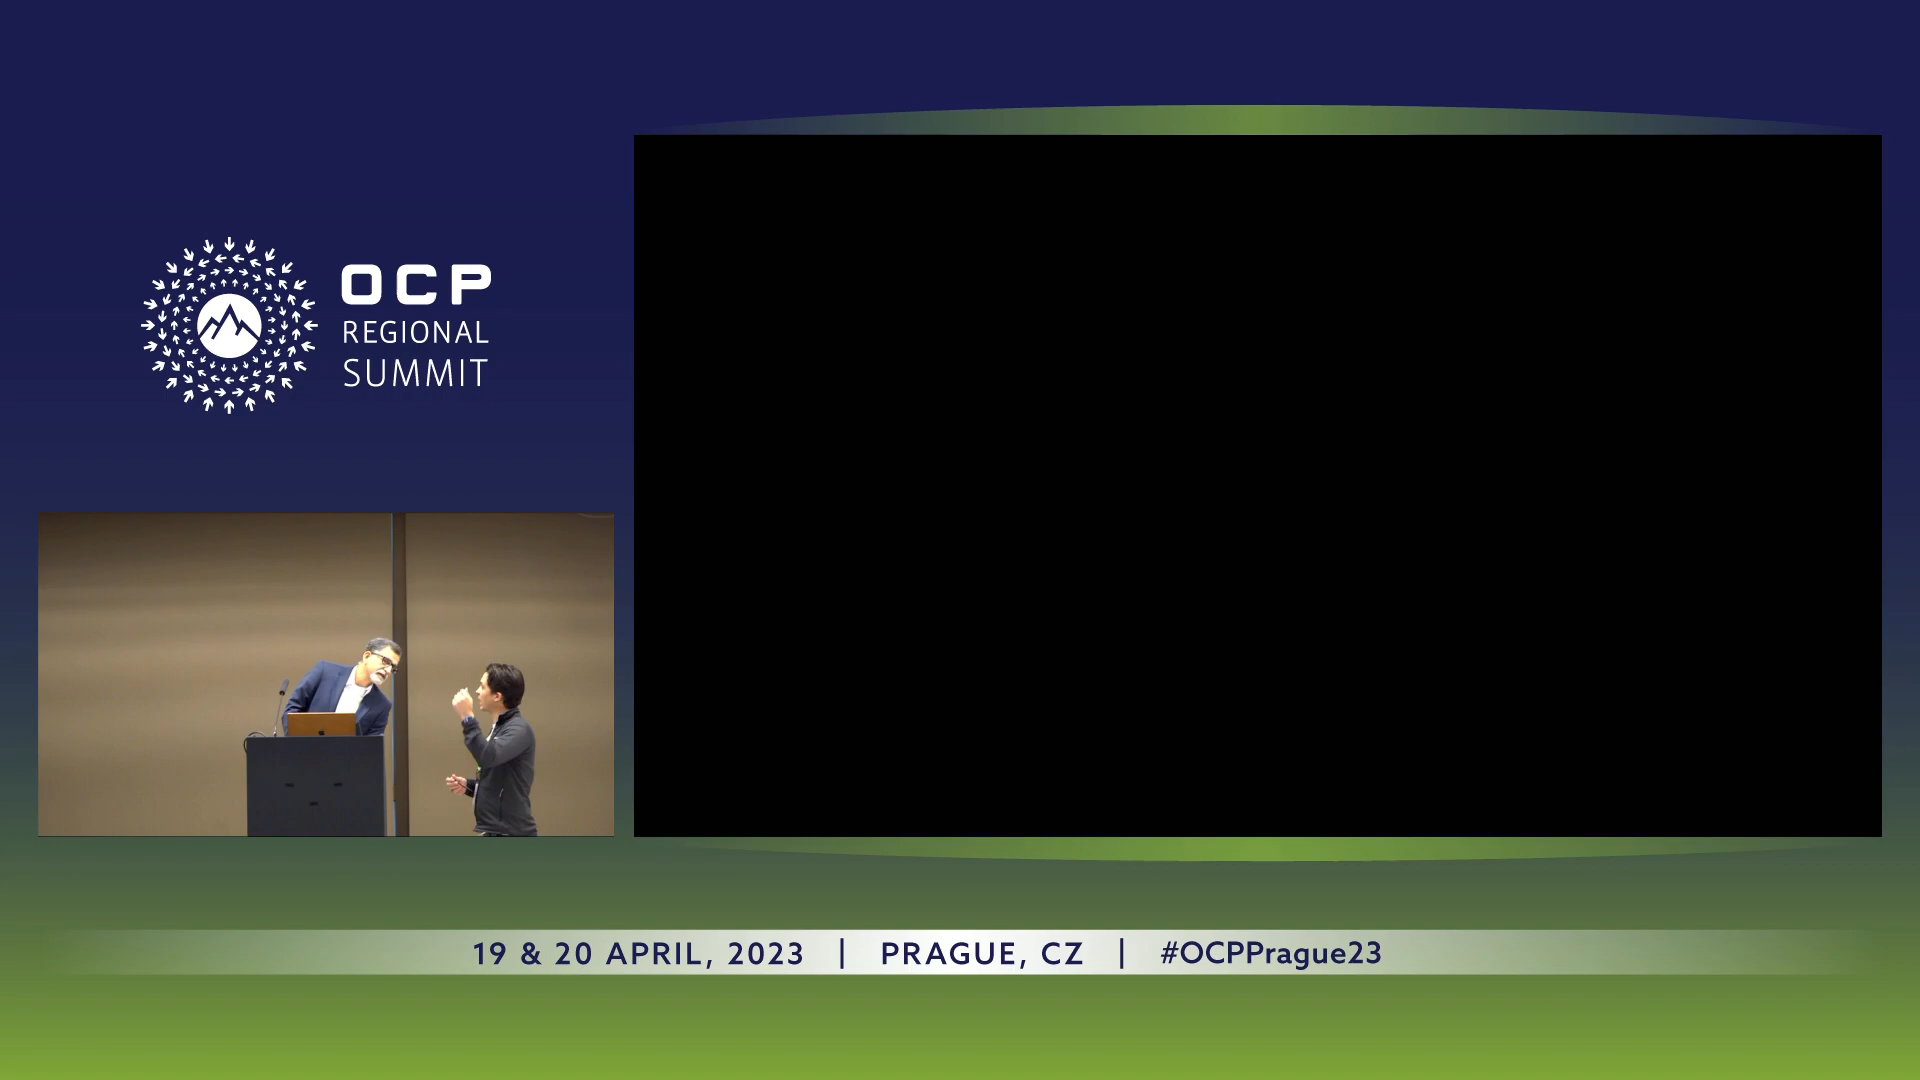 OCP
REGIONAL
SUMMIT
19 & 20 APRIL, 2023 | PRAGUE, CZ | #OCPPrague23